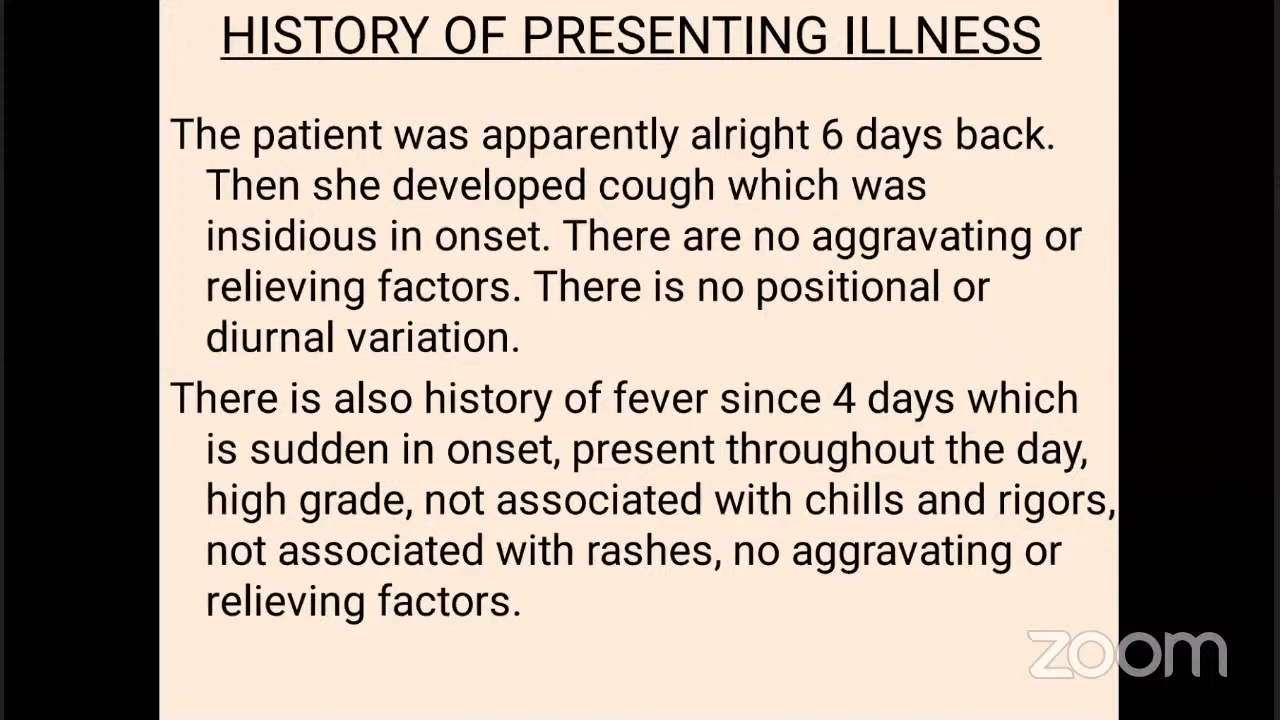 HISTORY OF PRESENTING ILLNESS
The patient was apparently alright 6 days back.
Then she developed cough which was
insidious in onset. There are no aggravating or
relieving factors. There is no positional or
diurnal variation.
There is also history of fever since 4 days which
is sudden in onset, present throughout the day,
high grade, not associated with chills and rigors,
not associated with rashes, no aggravating or
relieving factors.
zoom